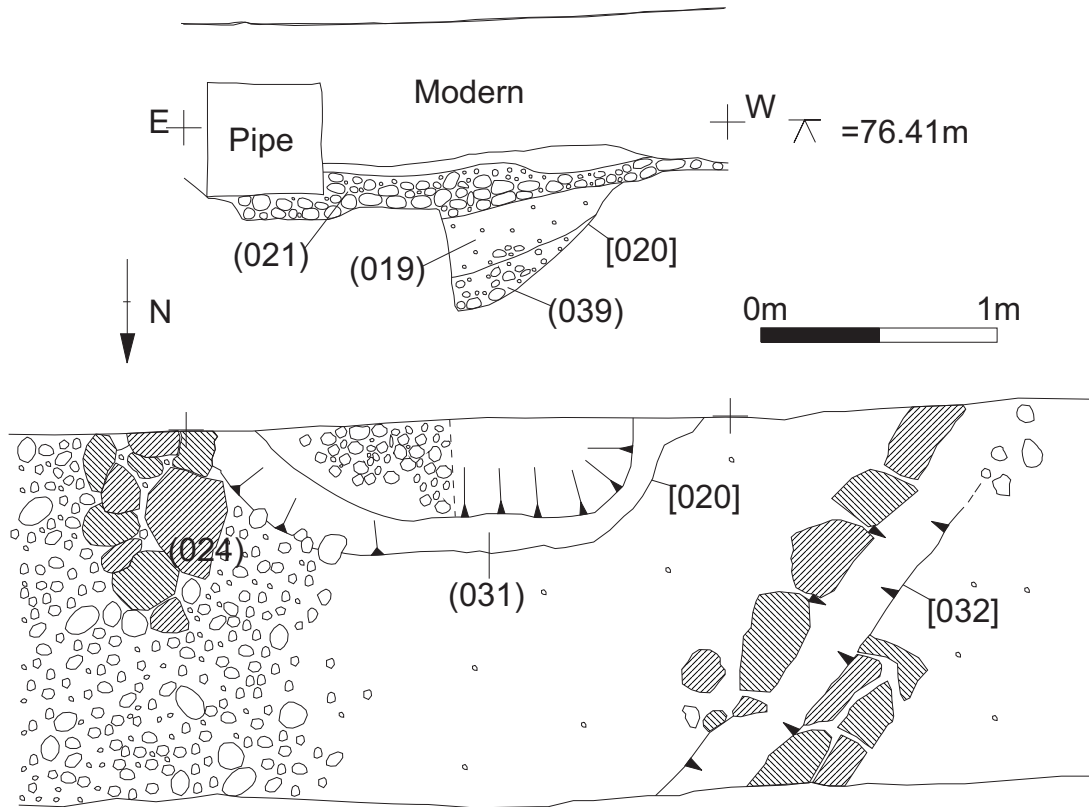 Modern
E
W
=76.41m
Pipe
(021)
(019)
[020]
(039)
N
0m
1m
(024)
[020]
(031)
[032]